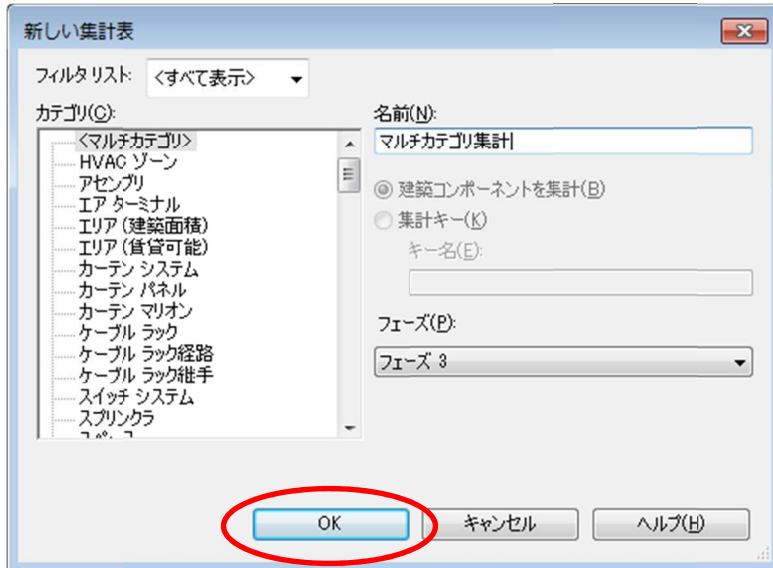 新しい集計表
フィルタ リスト: <すべて表示>
カテゴリ(C):
<マルチカテゴリ>
HVAC ゾーン
アセンブリ
エア ターミナル
エリア (建築面積)
エリア (賃貸可能)
カーテン システム
カーテン パネル
カーテン マリオン
ケーブル ラック
ケーブル ラック経路
ケーブル ラック継手
スイッチ システム
スプリンクラ
名前(N):
マルチカテゴリ集計
建築コンポーネントを集計(B)
集計キー(K)
キー名(E):
フェーズ(P):
フェーズ 3
OK
キャンセル
ヘルプ(H)